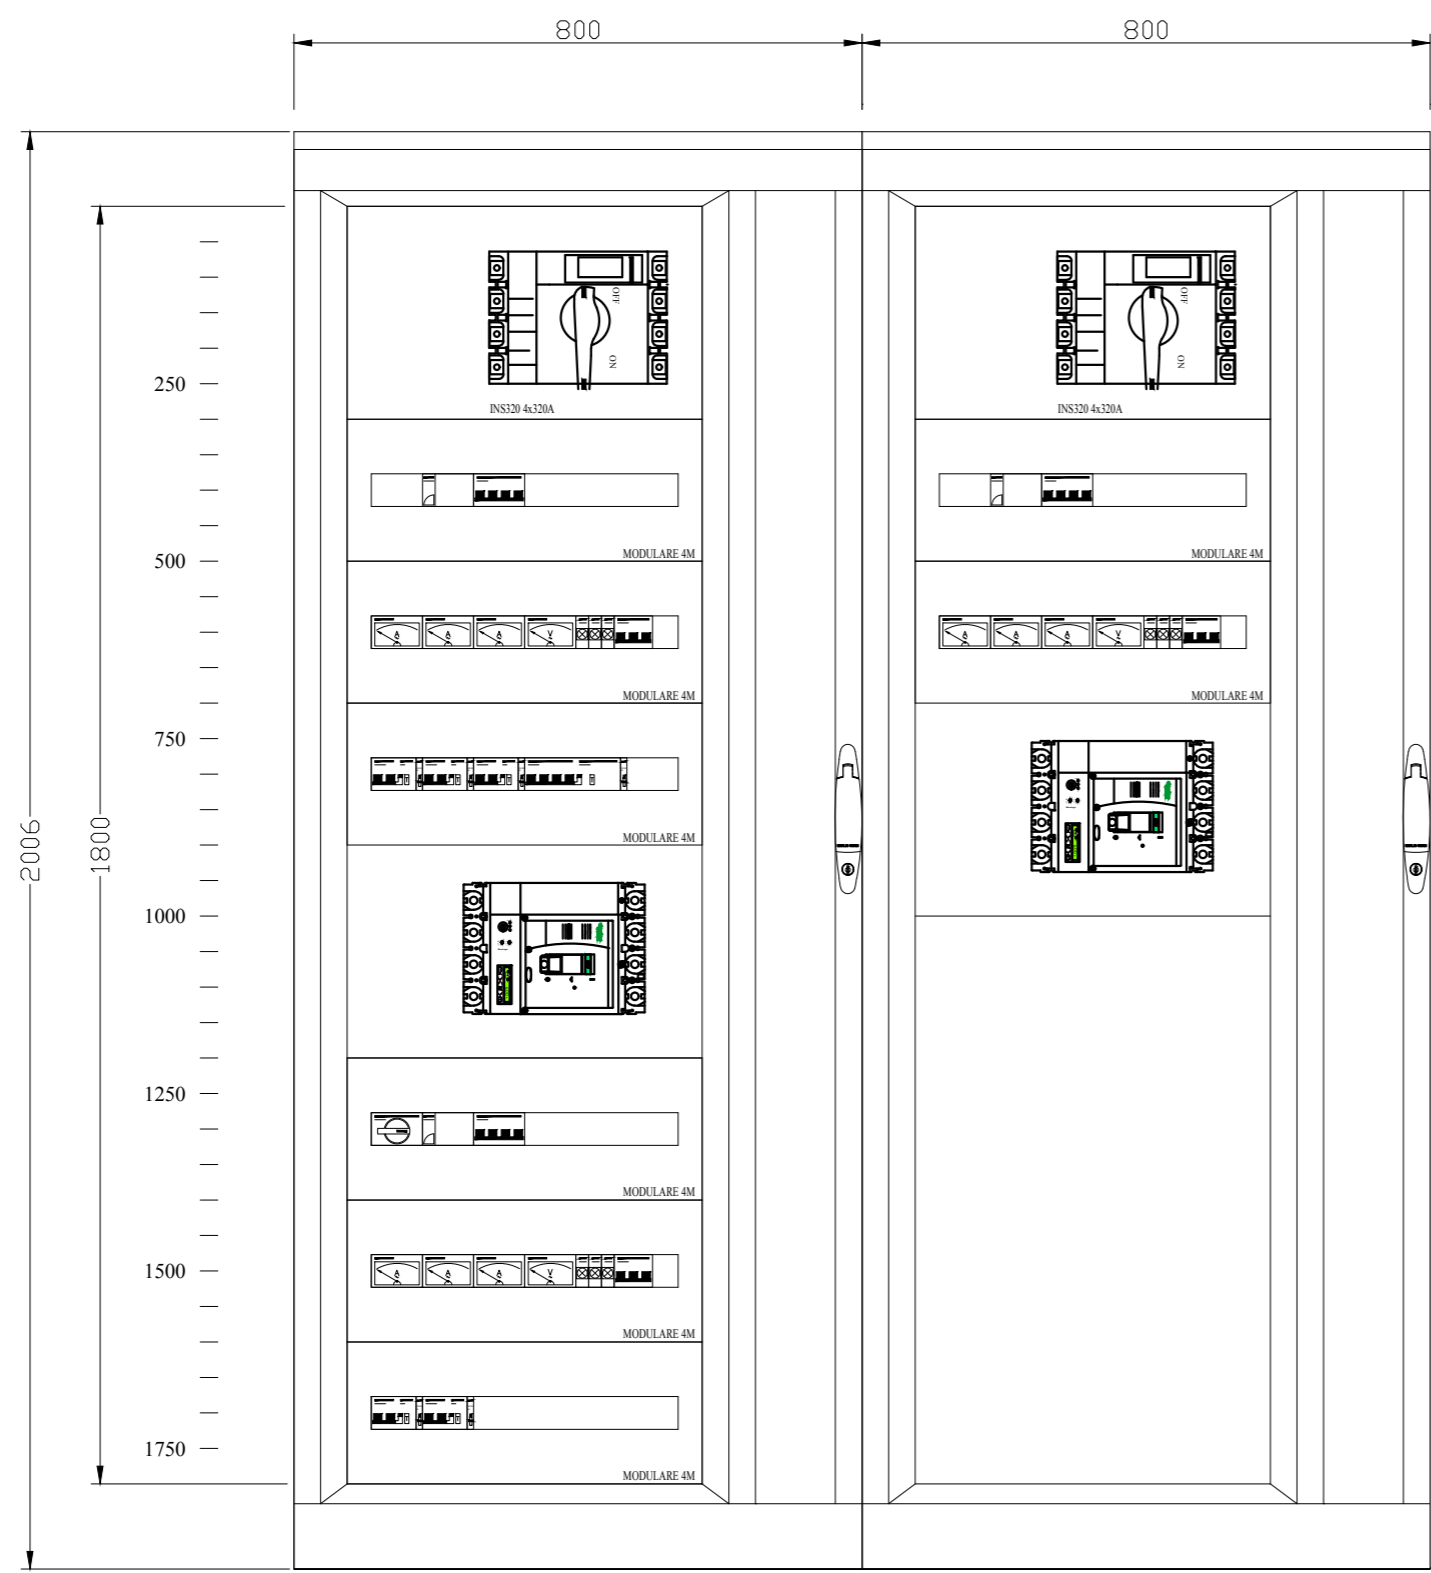 800 800
OFF OFF
ON ON
250
INS320 4x320A INS320 4x320A
500
MODULARE 4M MODULARE 4M
A A A V A A A V
MODULARE 4M MODULARE 4M
750
2006
1800
MODULARE 4M
1000
1250
MODULARE 4M
1500
A A A V
MODULARE 4M
1750
MODULARE 4M